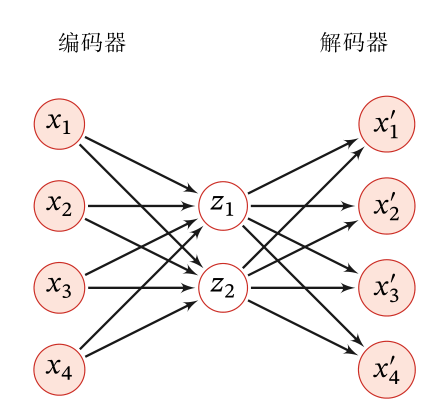 编码器 解码器
x₁ x′₁
x₂ z₁ x′₂
x₃ z₂ x′₃
x₄ x′₄